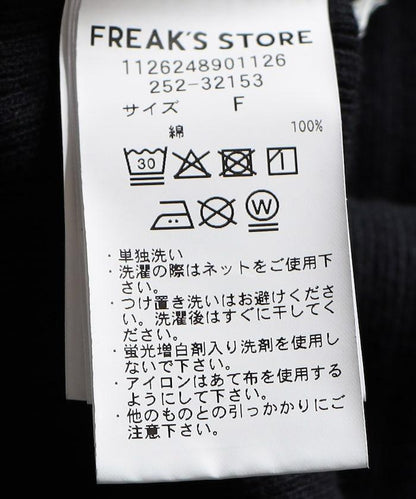 FREAK'S STORE
1126248901126
252-32153
サイズ F
綿 100%
30
W
・単独洗い
・洗濯の際はネットをご使用下
さい。
・つけ置き洗いはお避けくださ
い。洗濯後はすぐに干してく
ださい。
・蛍光増白剤入り洗剤を使用し
ないで下さい。
・アイロンはあて布を使用する
ようにして下さい。
・他のものとの引っかかりにご
注意下さい。